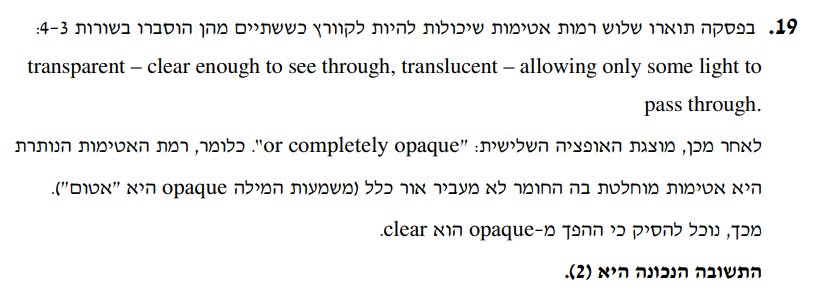 19. בפסקה תוארו שלוש רמות אטימות שיכולות להיות לקוורץ כששתיים מהן הוסברו בשורות 4-3:
transparent – clear enough to see through, translucent – allowing only some light to
pass through.
לאחר מכן, מוצגת האופציה השלישית: "or completely opaque". כלומר, רמת האטימות הנותרת
היא אטימות מוחלטת בה החומר לא מעביר אור כלל (משמעות המילה opaque היא "אטום").
מכך, נוכל להסיק כי ההפך מ-opaque הוא clear.
התשובה הנכונה היא (2).